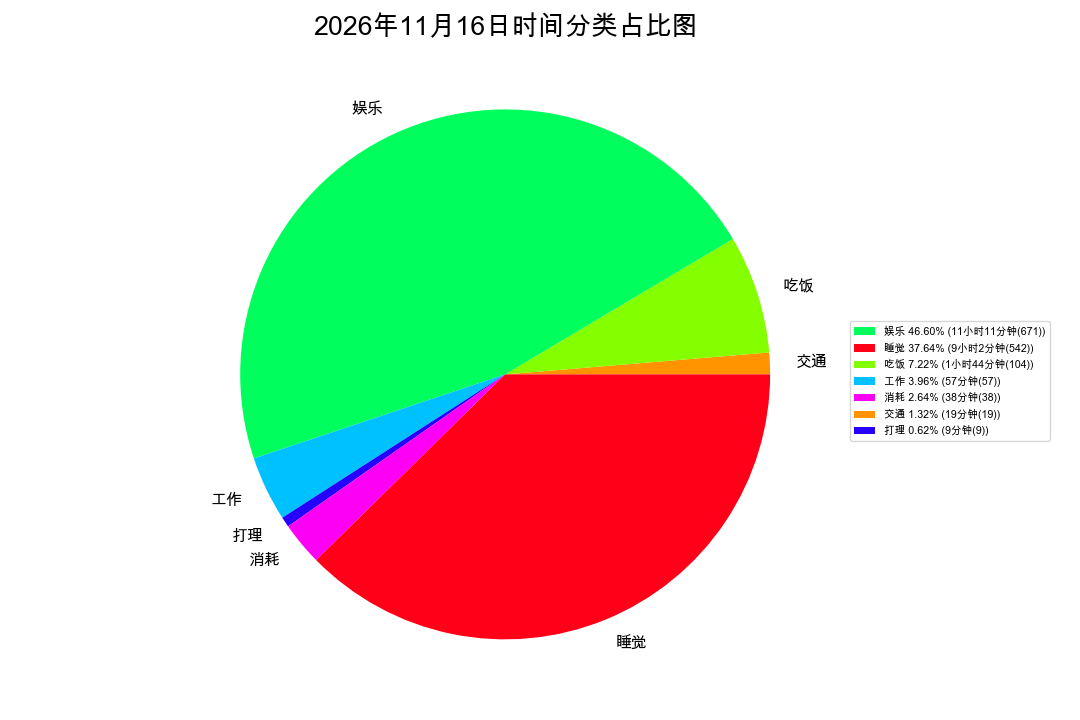 2026年11月16日时间分类占比图
娱乐
吃饭
交通
工作
打理
消耗
睡觉
娱乐 46.60% (11小时11分钟(671))
睡觉 37.64% (9小时2分钟(542))
吃饭 7.22% (1小时44分钟(104))
工作 3.96% (57分钟(57))
消耗 2.64% (38分钟(38))
交通 1.32% (19分钟(19))
打理 0.62% (9分钟(9))